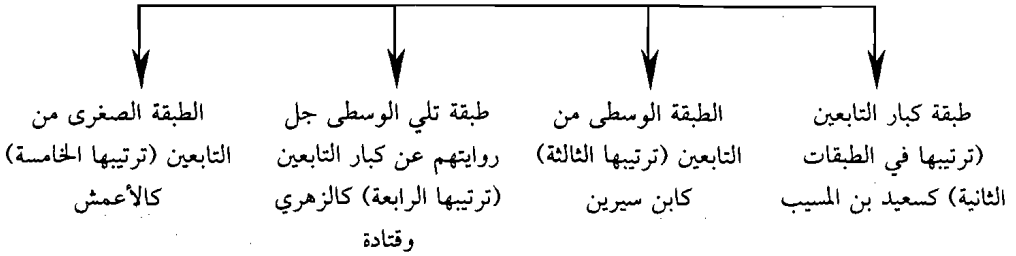 طبقة كبار التابعين
(ترتيبها في الطبقات
الثانية) كسعيد بن المسيب
الطبقة الوسطى من
التابعين (ترتيبها الثالثة)
كابن سيرين
طبقة تلي الوسطى جل
روايتهم عن كبار التابعين
(ترتيبها الرابعة) كالزهري
وقتادة
الطبقة الصغرى من
التابعين (ترتيبها الخامسة)
كالأعمش